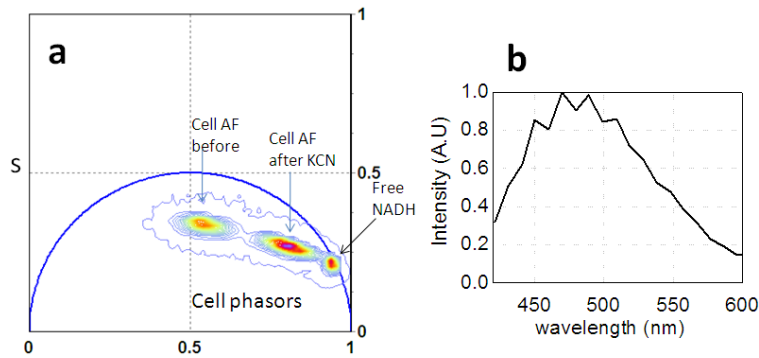 a
Cell AF
before
Cell AF
after KCN
Free
NADH
Cell phasors
S
1
0.5
0
0
0.5
1
b
Intensity (A.U)
1.0
0.8
0.6
0.4
0.2
0.0
450
500
550
600
wavelength (nm)